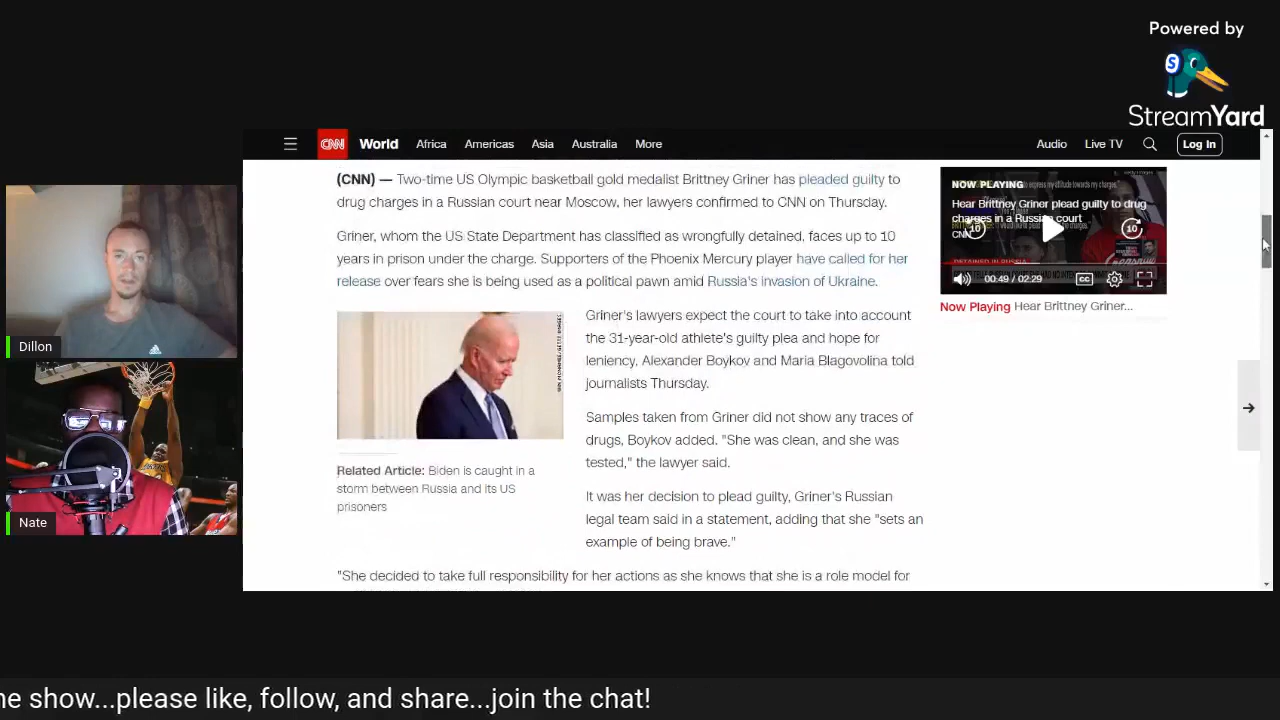 Powered by
S
StreamYard
CNN World Africa Americas Asia Australia More Audio Live TV Log In
(CNN) — Two-time US Olympic basketball gold medalist Brittney Griner has pleaded guilty to
drug charges in a Russian court near Moscow, her lawyers confirmed to CNN on Thursday.
Griner, whom the US State Department has classified as wrongfully detained, faces up to 10
years in prison under the charge. Supporters of the Phoenix Mercury player have called for her
release over fears she is being used as a political pawn amid Russia's invasion of Ukraine.
Griner's lawyers expect the court to take into account
the 31-year-old athlete's guilty plea and hope for
leniency, Alexander Boykov and Maria Blagovolina told
journalists Thursday.
Samples taken from Griner did not show any traces of
drugs, Boykov added. "She was clean, and she was
tested," the lawyer said.
It was her decision to plead guilty, Griner's Russian
legal team said in a statement, adding that she "sets an
example of being brave."
"She decided to take full responsibility for her actions as she knows that she is a role model for
Related Article: Biden is caught in a
storm between Russia and its US
prisoners
NOW PLAYING
Hear Brittney Griner plead guilty to drug
charges in a Russian court
CNN
10 10
00:49 / 02:29 CC
Now Playing Hear Brittney Griner...
Dillon
Nate
he show...please like, follow, and share...join the chat!